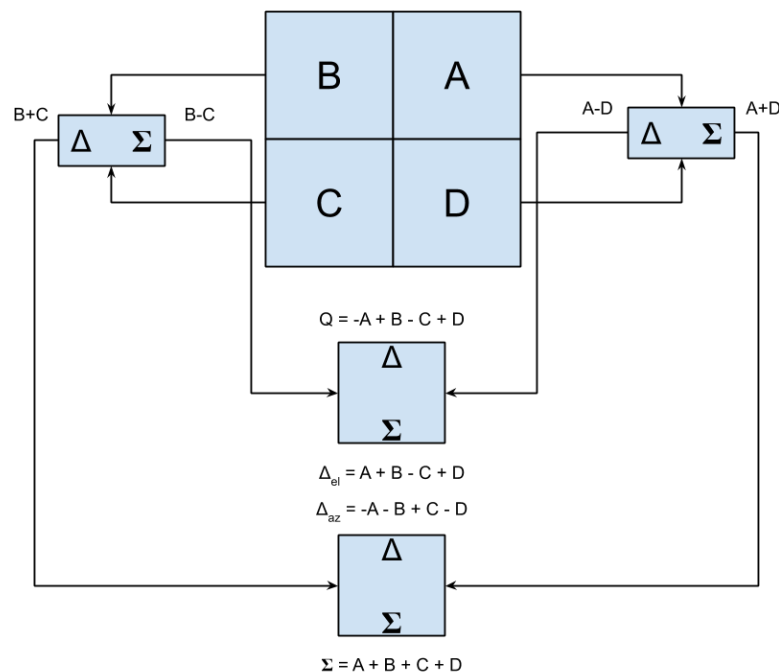 B A
B+C B-C A-D A+D
Δ Σ Δ Σ
C D
Q = -A + B - C + D
Δ
Σ
Δel = A + B - C + D
Δaz = -A - B + C - D
Δ
Σ
Σ = A + B + C + D